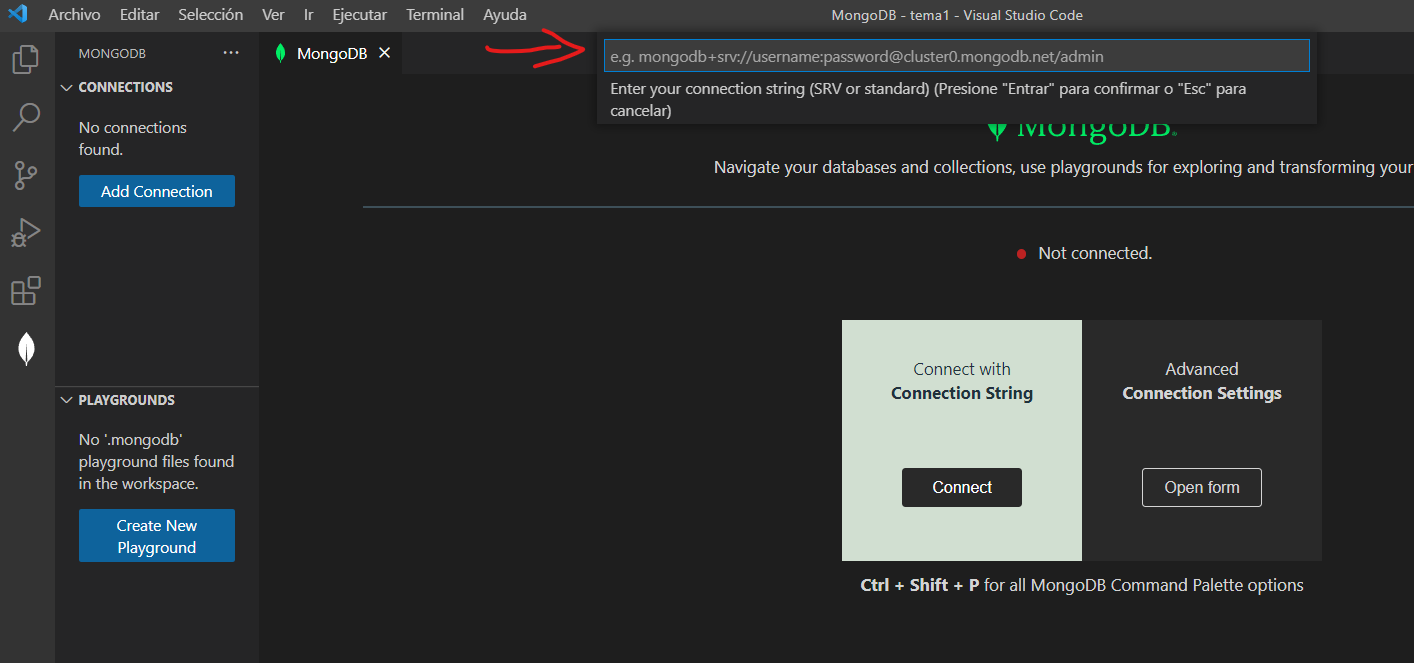 Archivo Editar Selección Ver Ir Ejecutar Terminal Ayuda
MongoDB - tema1 - Visual Studio Code
MONGODB ...
CONNECTIONS
No connections
found.
Add Connection
PLAYGROUNDS
No '.mongodb'
playground files found
in the workspace.
Create New
Playground
MongoDB
e.g. mongodb+srv://username:password@cluster0.mongodb.net/admin
Enter your connection string (SRV or standard) (Presione "Entrar" para confirmar o "Esc" para
cancelar)
MongoDB.
Navigate your databases and collections, use playgrounds for exploring and transforming your
Not connected.
Connect with
Connection String
Connect
Advanced
Connection Settings
Open form
Ctrl + Shift + P for all MongoDB Command Palette options